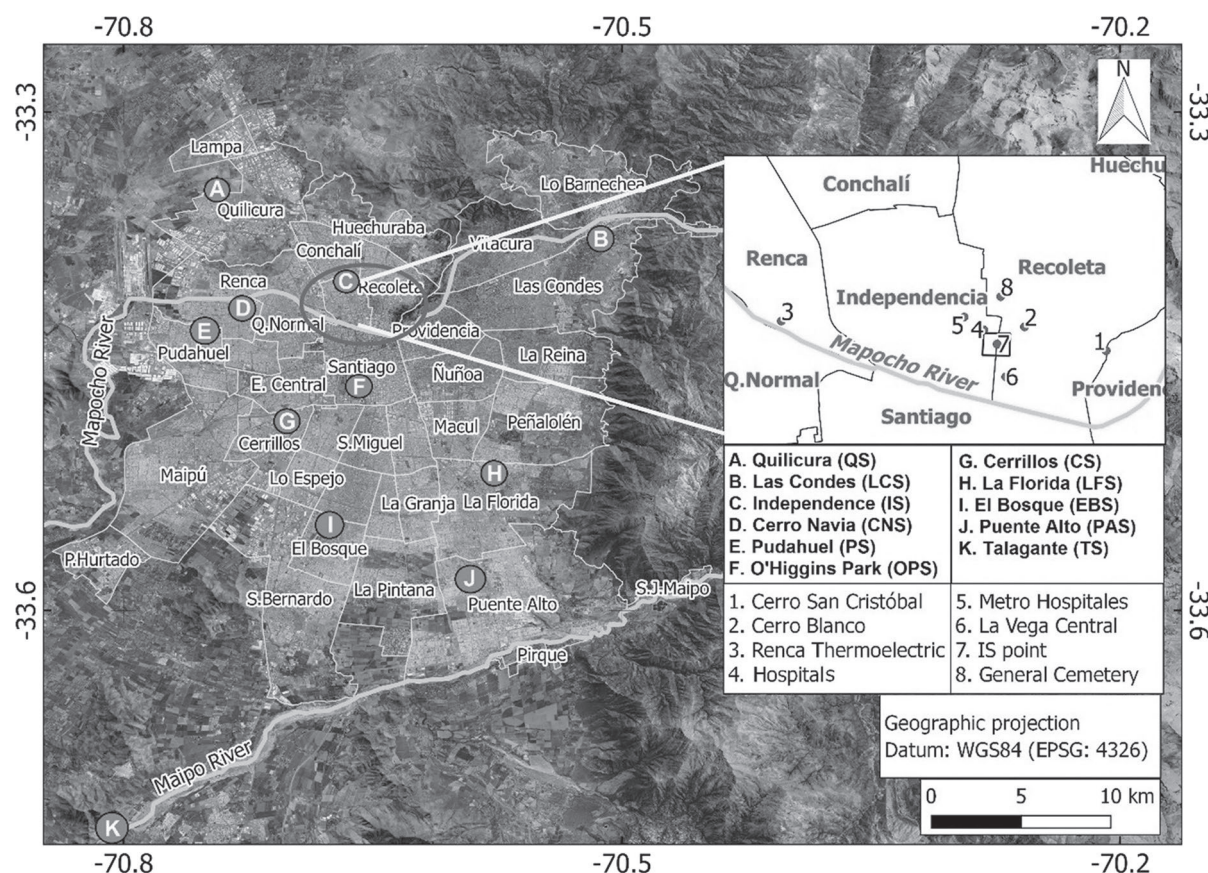 -70.8
-70.5
-70.2
-33.3
-33.3
N
Lampa
A
Quilicura
Lo Barnechea
Huechuraba
Conchalí
Vitacura
B
C
Recoleta
Renca
D
Las Condes
Q.Normal
E
Pudahuel
Providencia
Mapocho River
La Reina
Santiago
E. Central
F
Ñuñoa
G
Cerrillos
S.Miguel
Macul
Peñalolén
Maipú
Lo Espejo
H
La Granja
La Florida
I
El Bosque
P.Hurtado
J
La Pintana
S.Bernardo
Puente Alto
S.J.Maipo
-33.6
-33.6
Pirque
Maipo River
K
Huechu
Conchalí
Renca
Recoleta
8
Independencia
3
5
4
2
7
1
Mapocho River
6
Q.Normal
Providenc
Santiago
A. Quilicura (QS)
B. Las Condes (LCS)
C. Independence (IS)
D. Cerro Navia (CNS)
E. Pudahuel (PS)
F. O'Higgins Park (OPS)
G. Cerrillos (CS)
H. La Florida (LFS)
I. El Bosque (EBS)
J. Puente Alto (PAS)
K. Talagante (TS)
1. Cerro San Cristóbal
2. Cerro Blanco
3. Renca Thermoelectric
4. Hospitals
5. Metro Hospitales
6. La Vega Central
7. IS point
8. General Cemetery
Geographic projection
Datum: WGS84 (EPSG: 4326)
0 5 10 km
-70.8
-70.5
-70.2